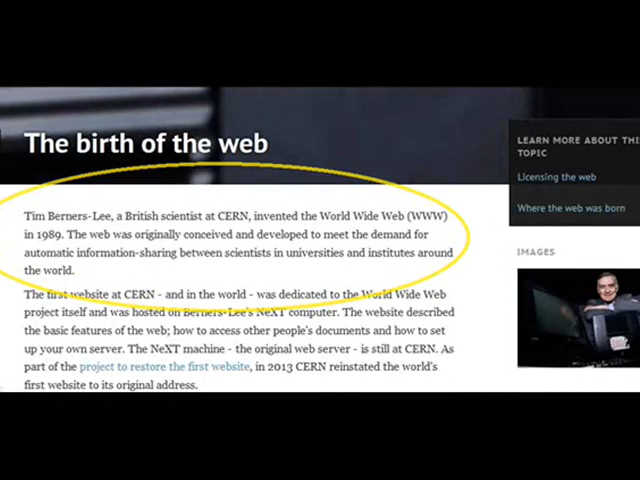 The birth of the web
Tim Berners-Lee, a British scientist at CERN, invented the World Wide Web (WWW)
in 1989. The web was originally conceived and developed to meet the demand for
automatic information-sharing between scientists in universities and institutes around
the world.
The first website at CERN - and in the world - was dedicated to the World Wide Web
project itself and was hosted on Berners-Lee's NeXT computer. The website described
the basic features of the web; how to access other people's documents and how to set
up your own server. The NeXT machine - the original web server - is still at CERN. As
part of the project to restore the first website, in 2013 CERN reinstated the world's
first website to its original address.
LEARN MORE ABOUT THIS
TOPIC
Licensing the web
Where the web was born
IMAGES